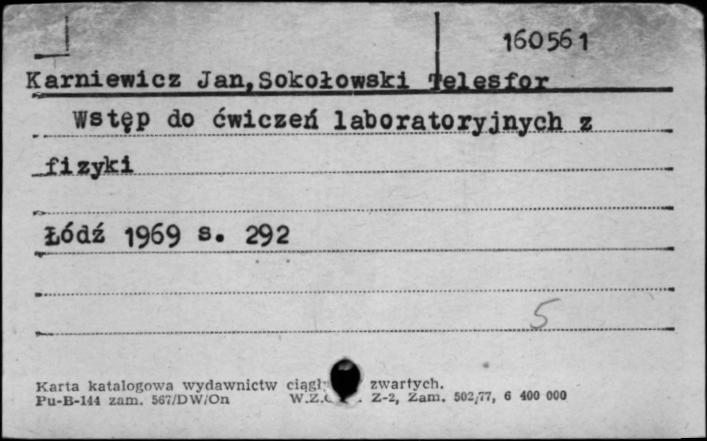 160561
Karniewicz Jan,Sokołowski Telesfor
Wstęp do ćwiczeń laboratoryjnych z
fizyki
Łódź 1969 s. 292
5
Karta katalogowa wydawnictw zwartych.
Pu-B-144 zam. 567/DW/On Z-2, Zam. 502/77, 6 400 000